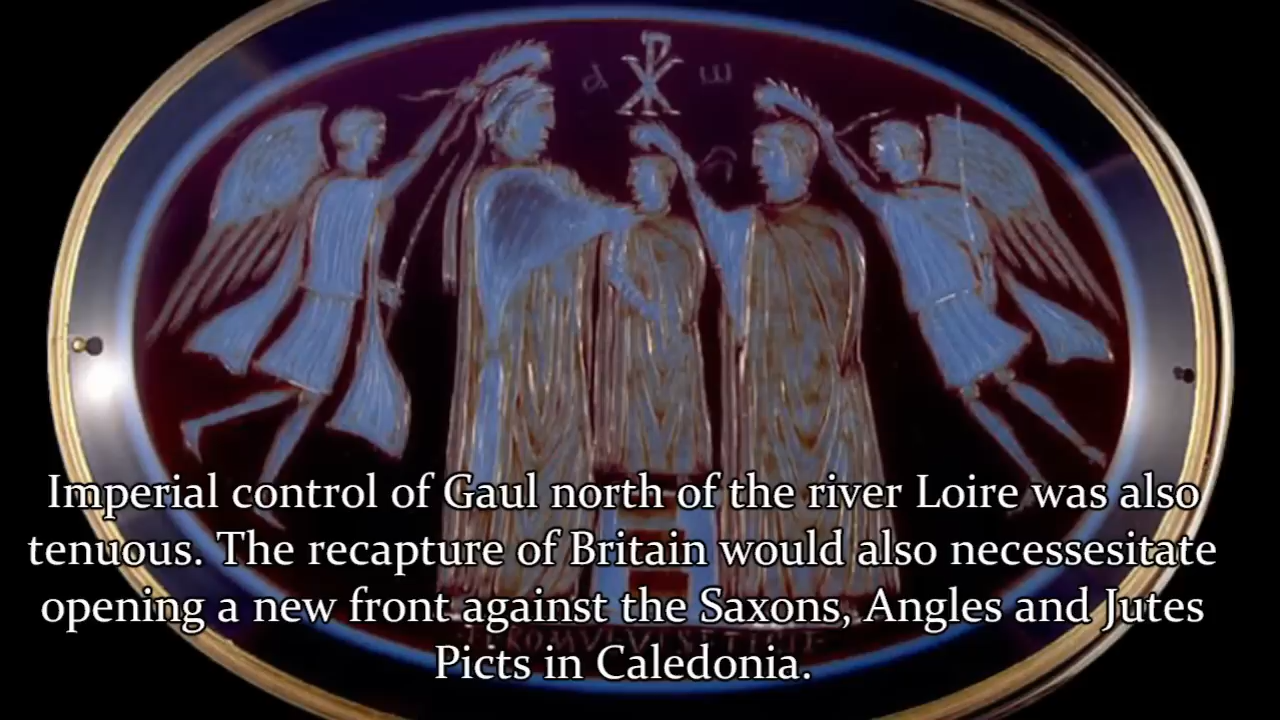 α ☧ ω
Imperial control of Gaul north of the river Loire was also
tenuous. The recapture of Britain would also necessesitate
opening a new front against the Saxons, Angles and Jutes
Picts in Caledonia.